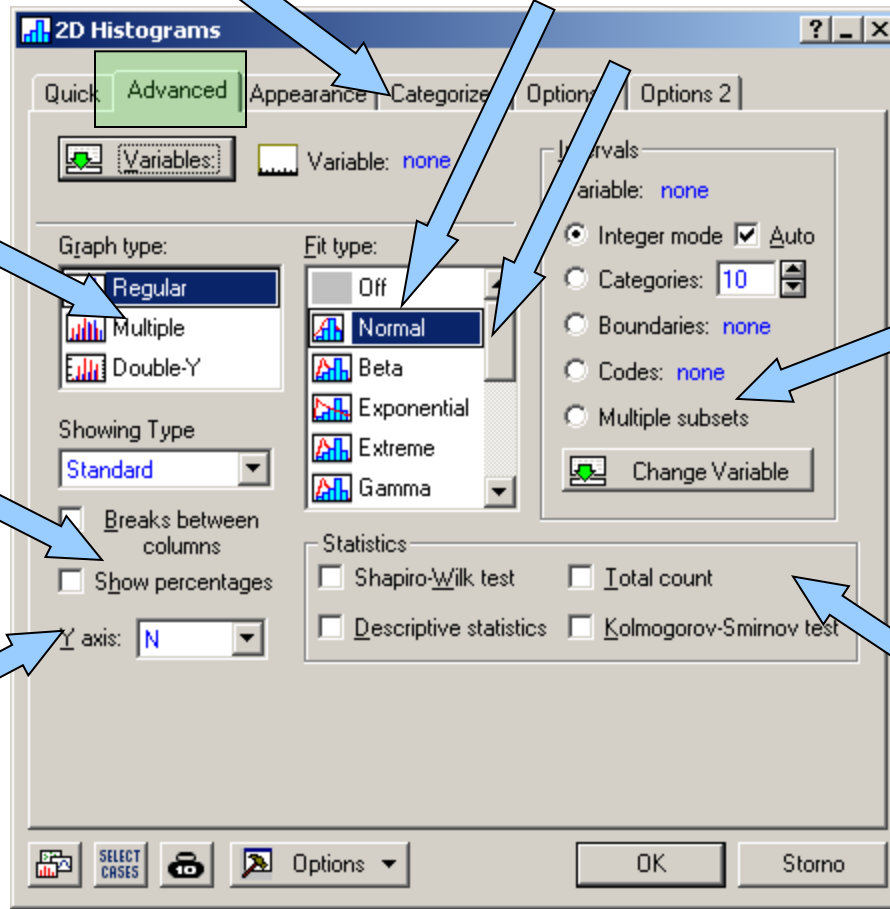 2D Histograms
Quick Advanced Appearance Categorize Options Options 2
Variables: Variable: none
Intervals
Variable: none
Integer mode Auto
Categories: 10
Boundaries: none
Codes: none
Multiple subsets
Change Variable
Graph type:
Regular
Multiple
Double-Y
Fit type:
Off
Normal
Beta
Exponential
Extreme
Gamma
Showing Type
Standard
Breaks between
columns
Show percentages
Y axis: N
Statistics
Shapiro-Wilk test Total count
Descriptive statistics Kolmogorov-Smirnov test
SELECT
CASES
Options OK Storno